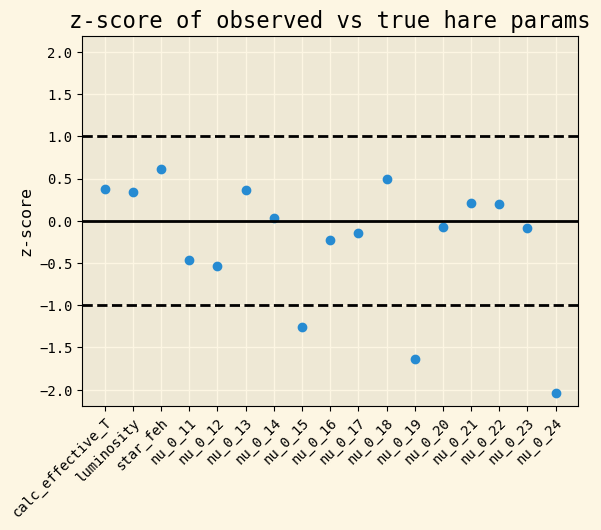 z-score of observed vs true hare params
z-score
2.0
1.5
1.0
0.5
0.0
−0.5
−1.0
−1.5
−2.0
calc_effective_T
luminosity
star_feh
nu_0_11
nu_0_12
nu_0_13
nu_0_14
nu_0_15
nu_0_16
nu_0_17
nu_0_18
nu_0_19
nu_0_20
nu_0_21
nu_0_22
nu_0_23
nu_0_24